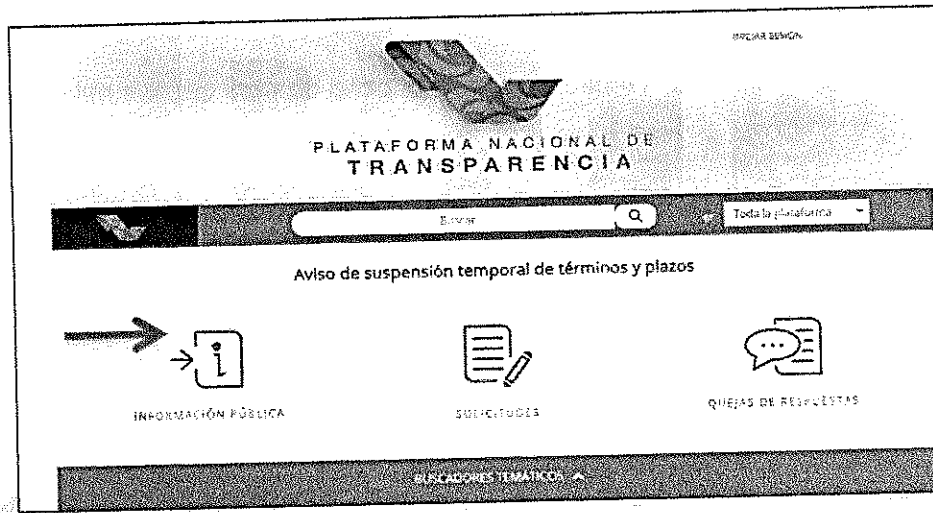 INICIAR SESIÓN
PLATAFORMA NACIONAL DE
TRANSPARENCIA
Buscar
en
Toda la plataforma
Aviso de suspensión temporal de términos y plazos
i
INFORMACIÓN PÚBLICA
SOLICITUDES
QUEJAS DE RESPUESTAS
BUSCADORES TEMÁTICOS